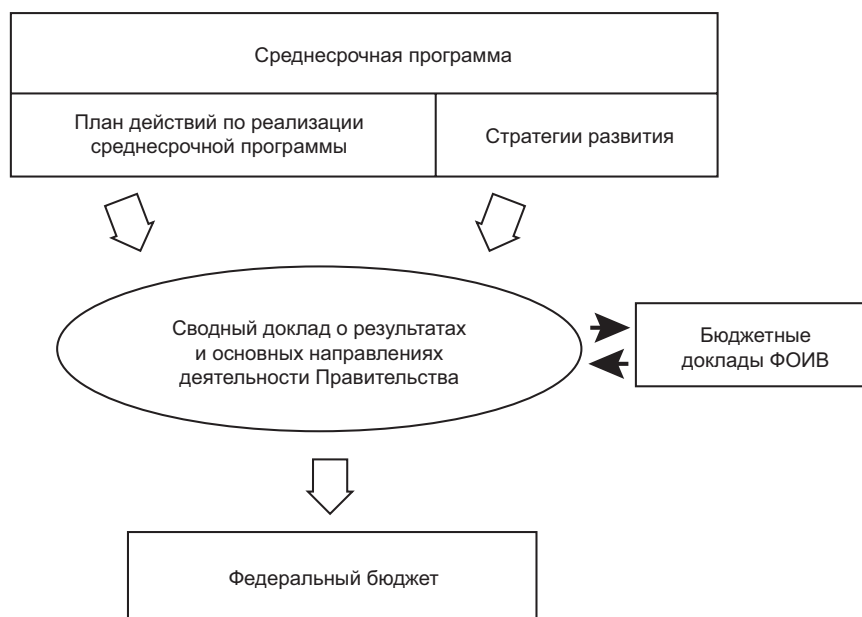 Среднесрочная программа
План действий по реализации
среднесрочной программы
Стратегии развития
Сводный доклад о результатах
и основных направлениях
деятельности Правительства
Бюджетные
доклады ФОИВ
Федеральный бюджет